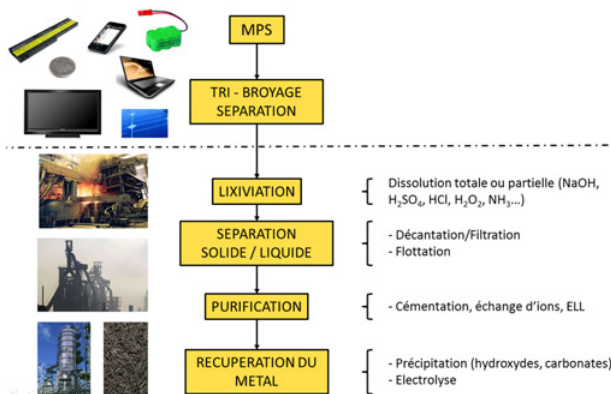 MPS
TRI - BROYAGE
SEPARATION
LIXIVIATION
Dissolution totale ou partielle (NaOH,
H₂SO₄, HCl, H₂O₂, NH₃…)
SEPARATION
SOLIDE / LIQUIDE
- Décantation/Filtration
- Flottation
PURIFICATION
- Cémentation, échange d'ions, ELL
RECUPERATION DU
METAL
- Précipitation (hydroxydes, carbonates)
- Electrolyse